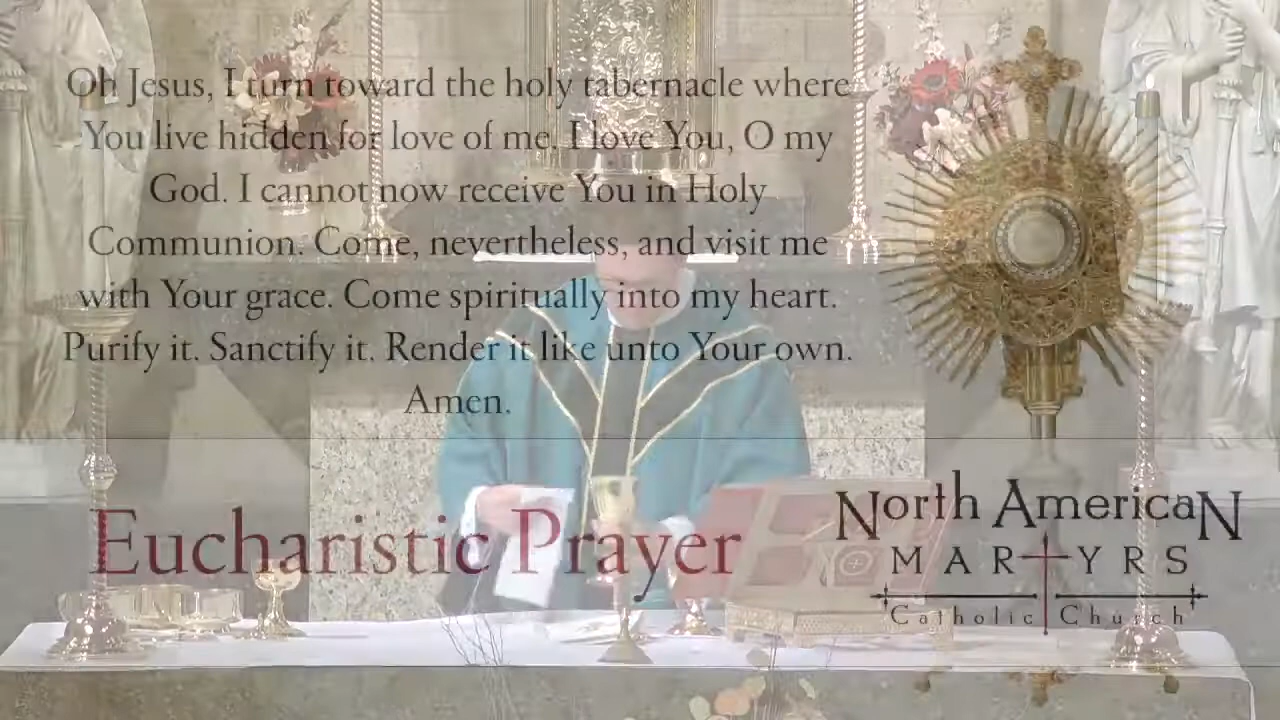 Oh Jesus, I turn toward the holy tabernacle where
You live hidden for love of me. I love You, O my
God. I cannot now receive You in Holy
Communion. Come, nevertheless, and visit me
with Your grace. Come spiritually into my heart.
Purify it. Sanctify it. Render it like unto Your own.
Amen.
Eucharistic Prayer
North American
MARTYRS
Catholic Church